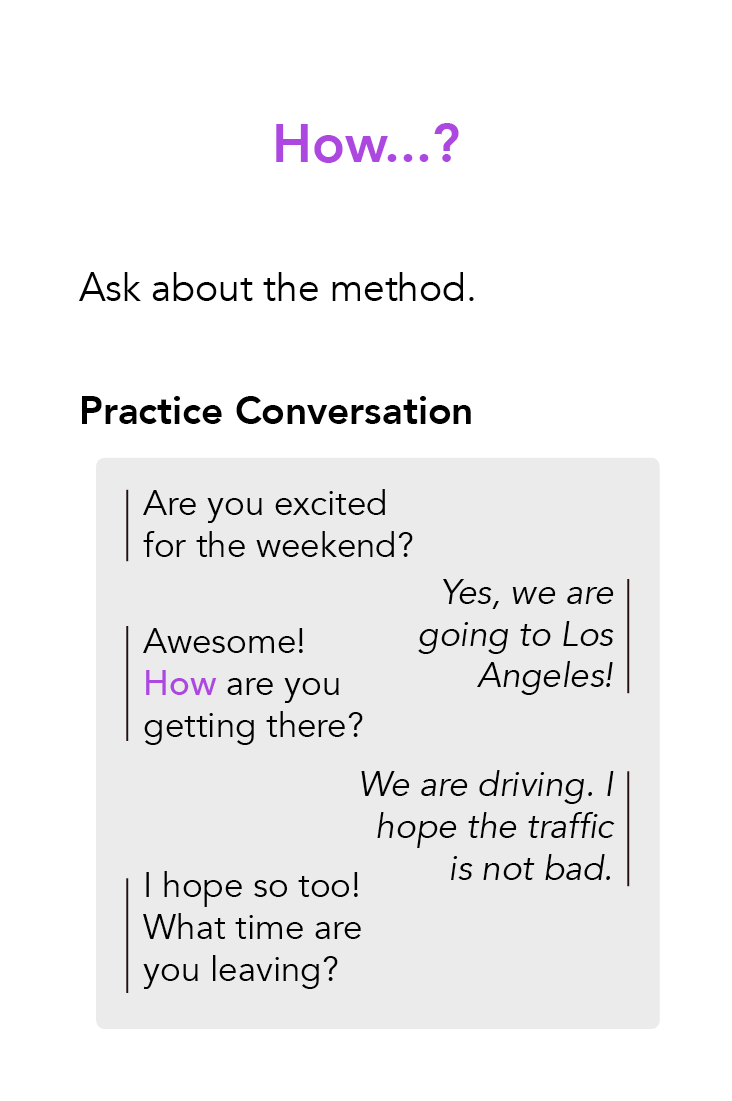 How...?
Ask about the method.
Practice Conversation
Are you excited
for the weekend?
Yes, we are
going to Los
Angeles!
Awesome!
How are you
getting there?
We are driving. I
hope the traffic
is not bad.
I hope so too!
What time are
you leaving?